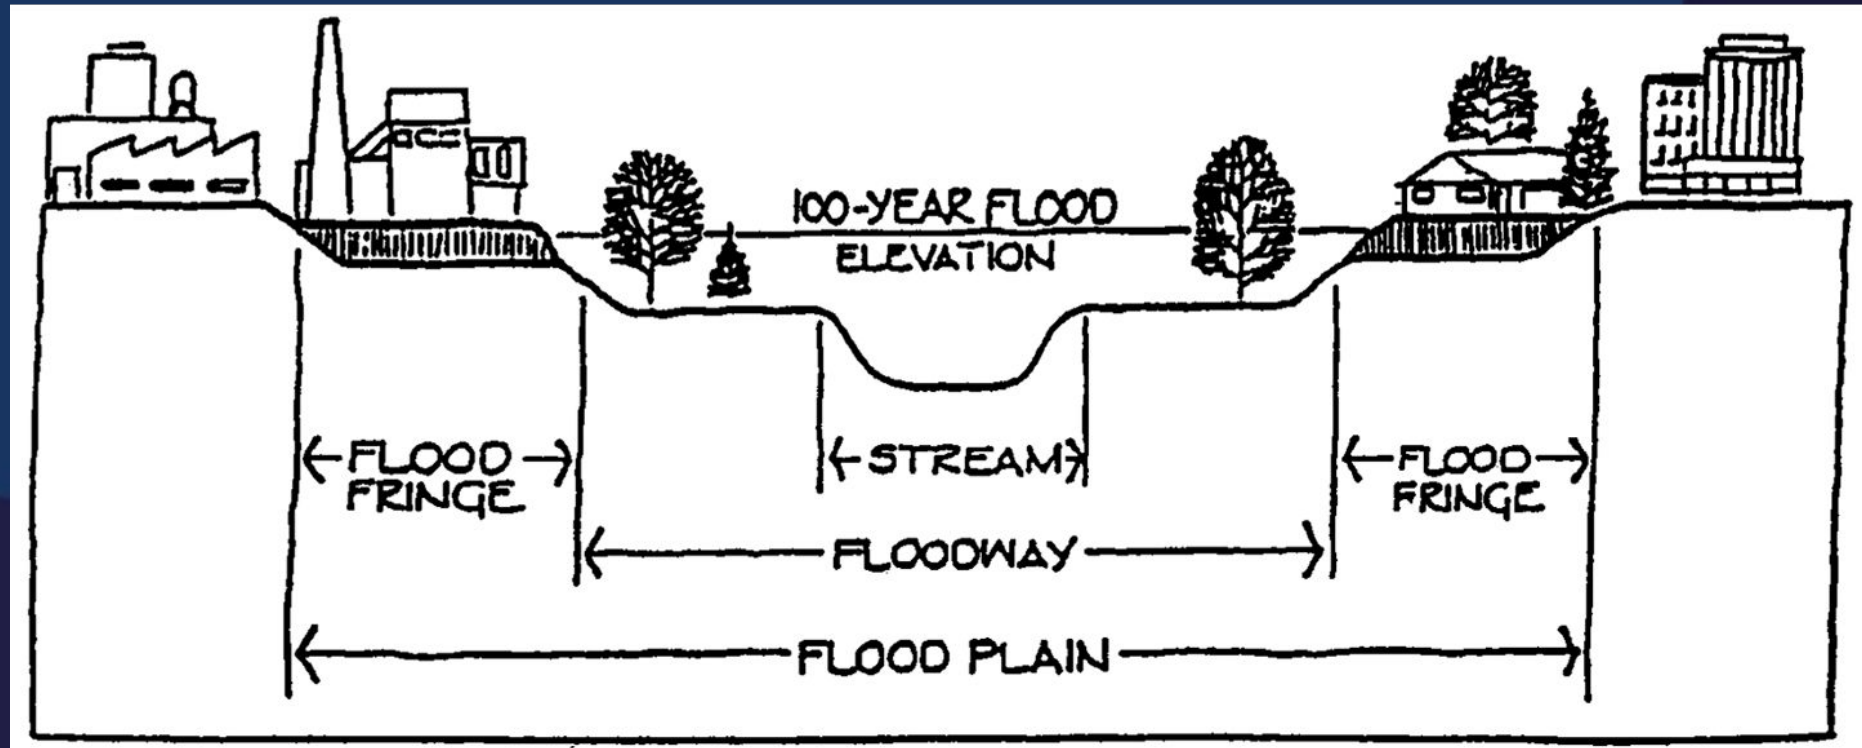 100-YEAR FLOOD
ELEVATION
FLOOD
FRINGE
STREAM
FLOOD
FRINGE
FLOODWAY
FLOOD PLAIN